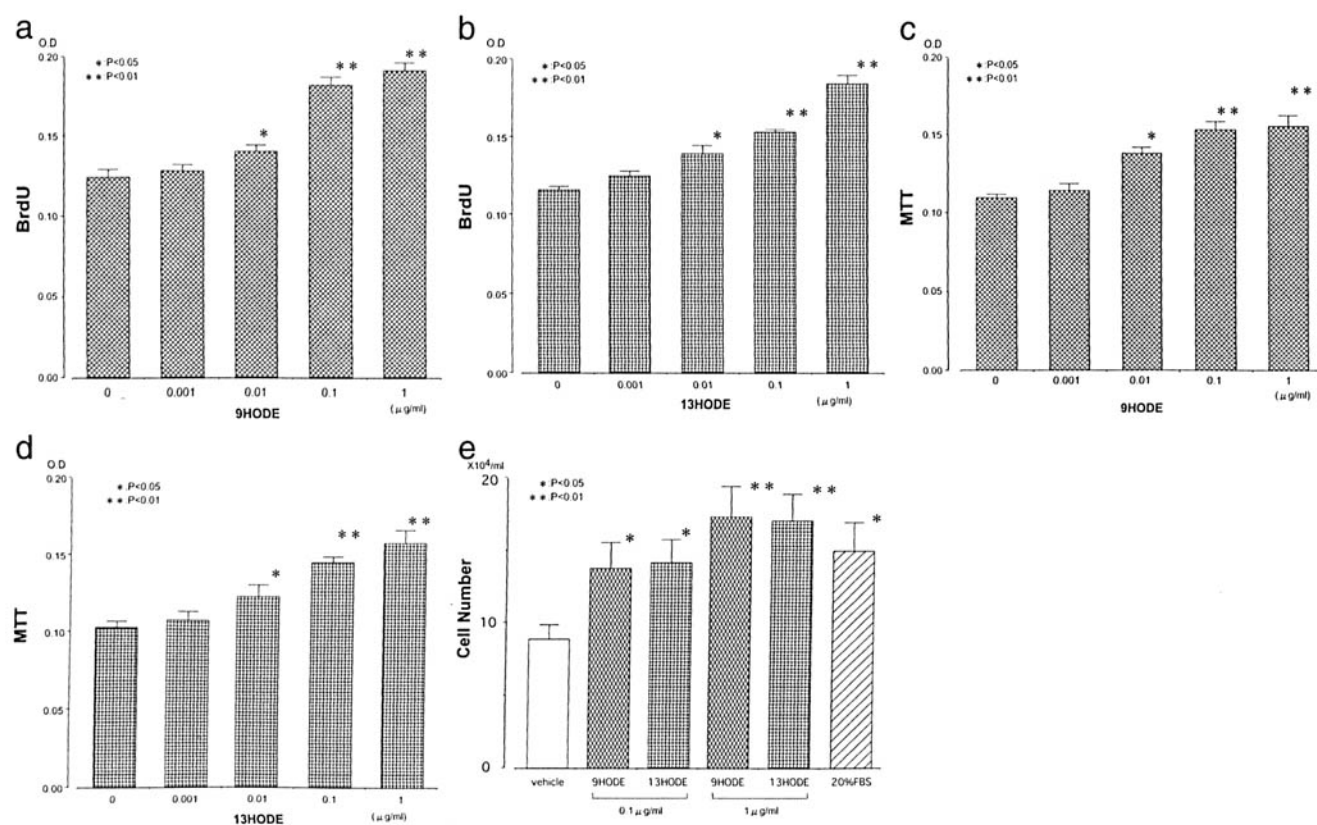 a
O.D
0.20
*:P<0.05
**:P<0.01
** **
*
0.15
0.10
0.05
0.00
BrdU
0 0.001 0.01 0.1 1
(μg/ml)
9HODE
b
O.D
0.20
*:P<0.05
**:P<0.01
**
**
*
0.15
0.10
0.05
0.00
BrdU
0 0.001 0.01 0.1 1
(μg/ml)
13HODE
c
O.D
0.20
*:P<0.05
**:P<0.01
** **
*
0.15
0.10
0.05
0.00
MTT
0 0.001 0.01 0.1 1
(μg/ml)
9HODE
d
O.D
0.20
*:P<0.05
**:P<0.01
**
**
*
0.15
0.10
0.05
0.00
MTT
0 0.001 0.01 0.1 1
(μg/ml)
13HODE
e
X10⁴/ml
20
*:P<0.05
**:P<0.01
** **
* * *
10
0
Cell Number
vehicle 9HODE 13HODE 9HODE 13HODE 20%FBS
0.1μg/ml 1μg/ml